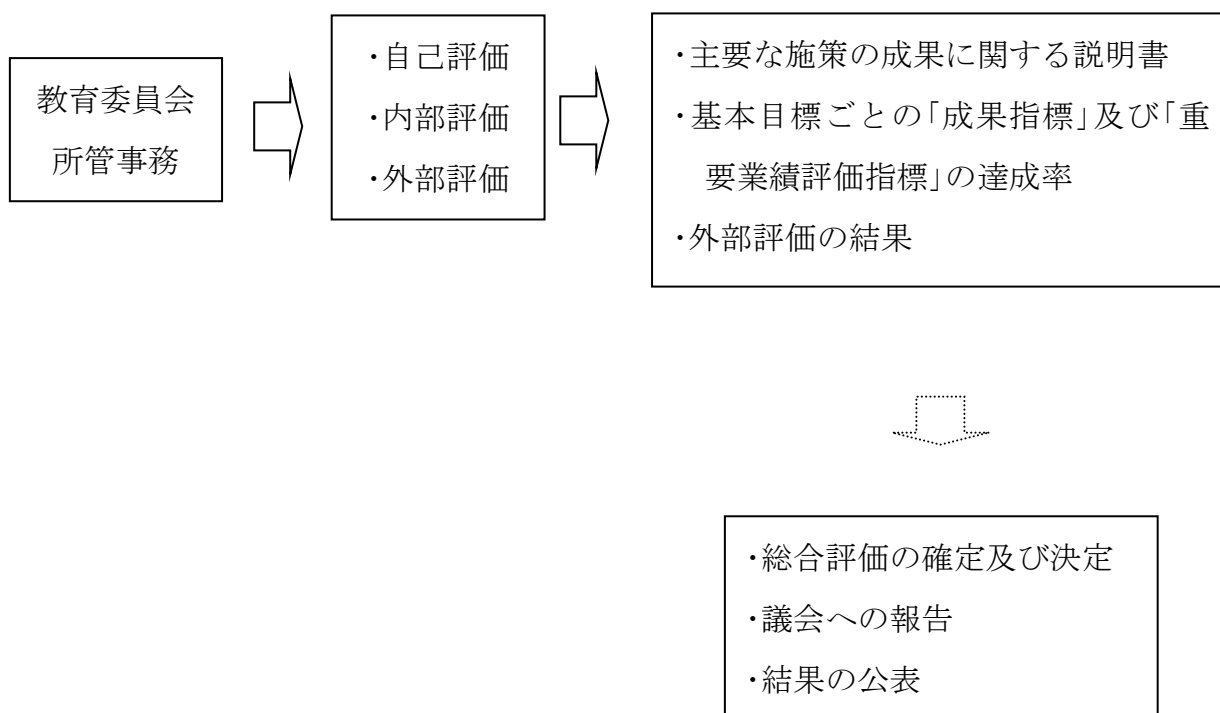 教育委員会
所管事務
・自己評価
・内部評価
・外部評価
・主要な施策の成果に関する説明書
・基本目標ごとの「成果指標」及び「重
要業績評価指標」の達成率
・外部評価の結果
・総合評価の確定及び決定
・議会への報告
・結果の公表